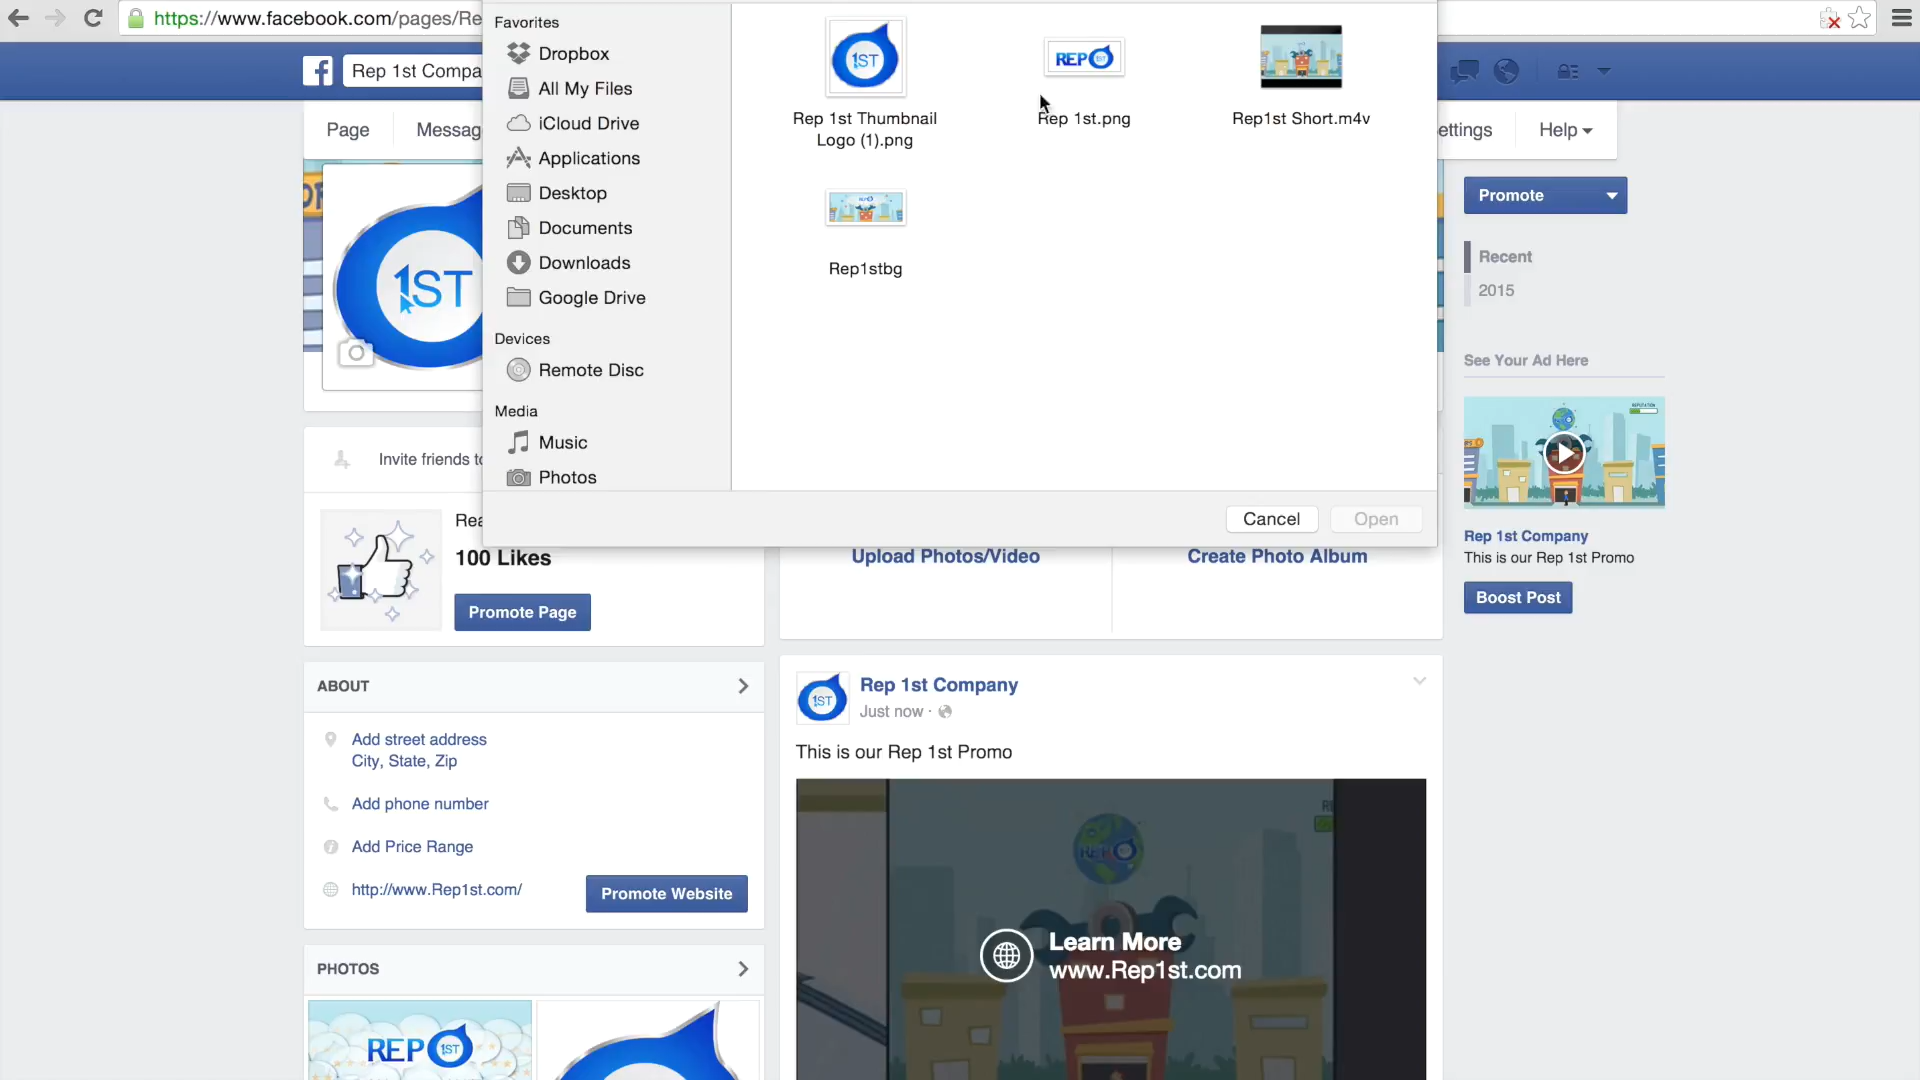 https://www.facebook.com/pages/Re
Rep 1st Compa
Page
Messag
ettings
Help
Favorites
Dropbox
All My Files
iCloud Drive
Applications
Desktop
Documents
Downloads
Google Drive
Devices
Remote Disc
Media
Music
Photos
1ST
Rep 1st Thumbnail
Logo (1).png
REP 1ST
Rep 1st.png
Rep1st Short.m4v
Rep1stbg
Cancel
Open
1ST
Promote
Recent
2015
See Your Ad Here
Rep 1st Company
This is our Rep 1st Promo
Boost Post
Invite friends to
Rea
100 Likes
Promote Page
Upload Photos/Video
Create Photo Album
ABOUT
Add street address
City, State, Zip
Add phone number
Add Price Range
http://www.Rep1st.com/
Promote Website
PHOTOS
REP 1ST
1ST
Rep 1st Company
Just now ·
This is our Rep 1st Promo
REP
Learn More
www.Rep1st.com